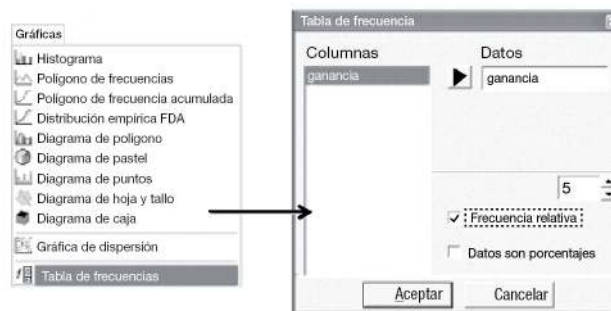 Gráficas
Histograma
Polígono de frecuencias
Polígono de frecuencia acumulada
Distribución empírica FDA
Diagrama de polígono
Diagrama de pastel
Diagrama de puntos
Diagrama de hoja y tallo
Diagrama de caja
Gráfica de dispersión
Tabla de frecuencias
Tabla de frecuencia
Columnas
Datos
ganancia
ganancia
5
Frecuencia relativa
Datos son porcentajes
Aceptar
Cancelar